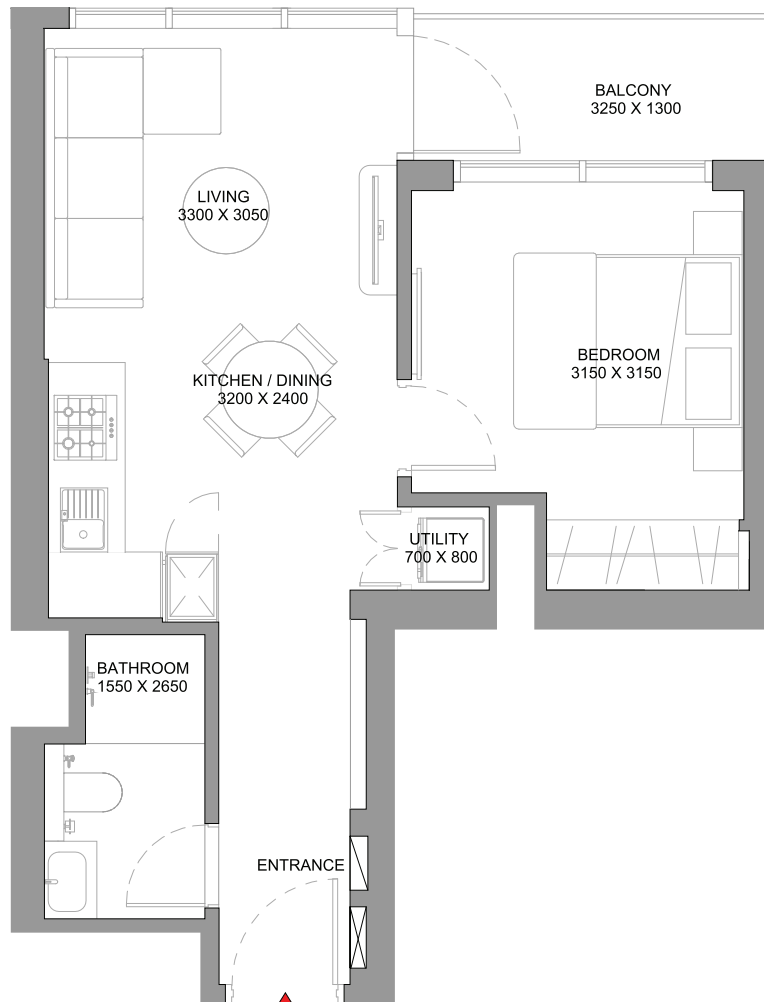 BALCONY
3250 X 1300
LIVING
3300 X 3050
BEDROOM
3150 X 3150
KITCHEN / DINING
3200 X 2400
UTILITY
700 X 800
BATHROOM
1550 X 2650
ENTRANCE